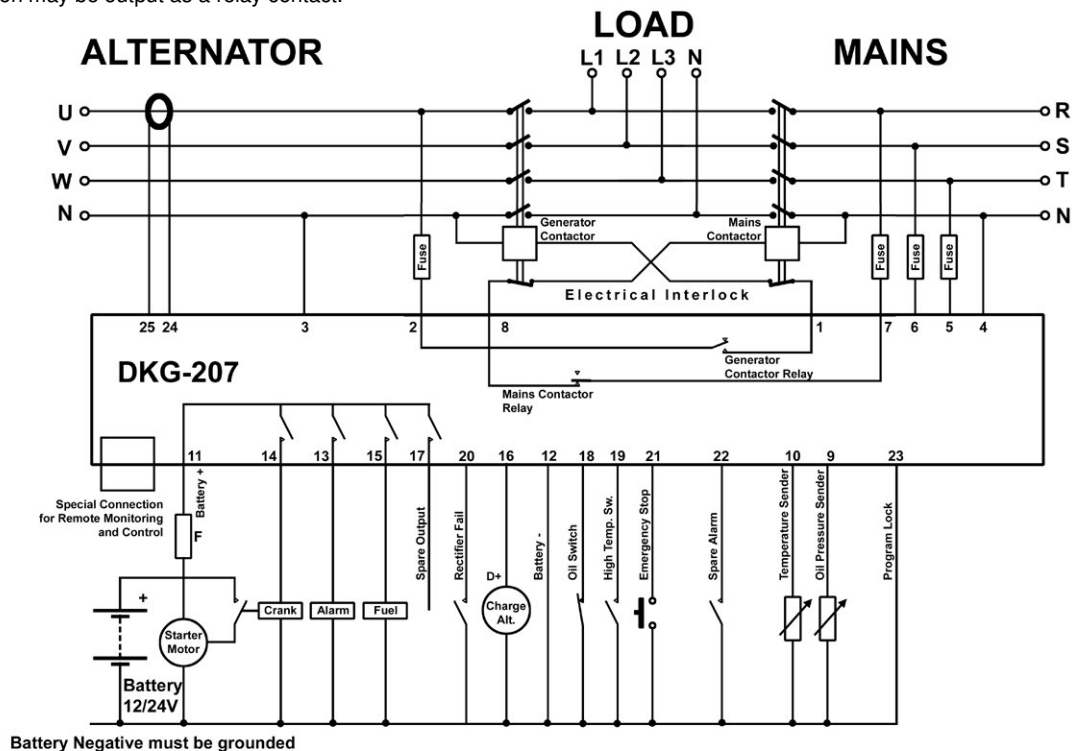 on may be output as a relay contact.
ALTERNATOR
LOAD
MAINS
L1 L2 L3 N
U
V
W
N
R
S
T
N
Generator
Contactor
Mains
Contactor
Fuse
Fuse
Fuse
Fuse
Electrical Interlock
25 24 3 2 8 1 7 6 5 4
DKG-207
Generator
Contactor Relay
Mains Contactor
Relay
11 14 13 15 17 20 16 12 18 19 21 22 10 9 23
Special Connection
for Remote Monitoring
and Control
Battery +
F
Spare Output
Rectifier Fail
Battery -
Oil Switch
High Temp. Sw.
Emergency Stop
Spare Alarm
Temperature Sender
Oil Pressure Sender
Program Lock
D+
Charge
Alt.
+
Crank
Alarm
Fuel
Starter
Motor
Battery
12/24V
Battery Negative must be grounded